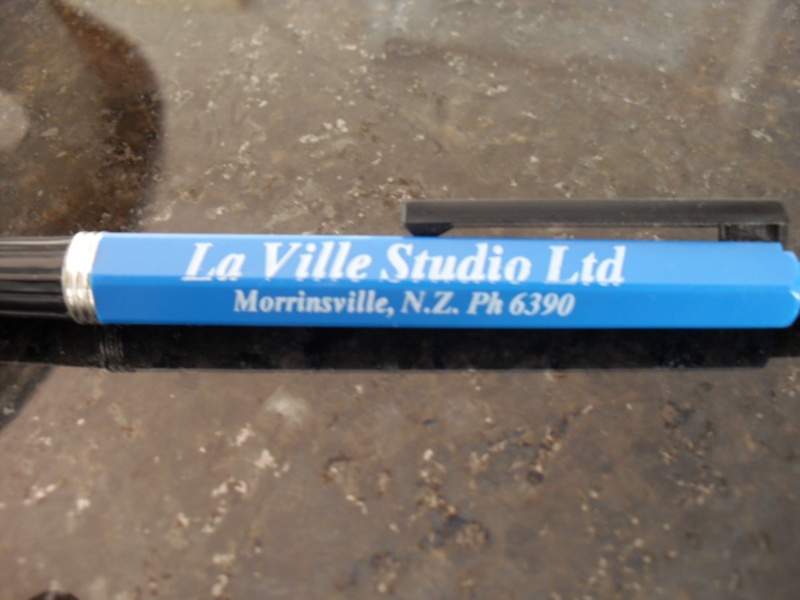 La Ville Studio Ltd
Morrinsville, N.Z. Ph 6390